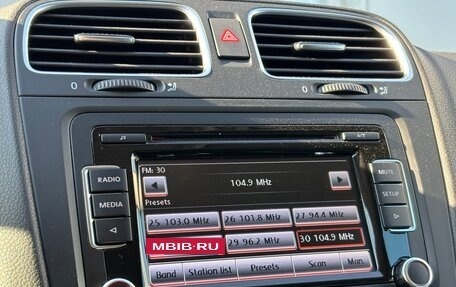 0
0
RADIO
MEDIA
MUTE
SETUP
FM: 30
104.9 MHz
Presets
25 103.0 MHz
26 101.8 MHz
27 94.4 MHz
MBIB-RU
29 96.2 MHz
30 104.9 MHz
Band
Station list
Presets
Scan
Man.